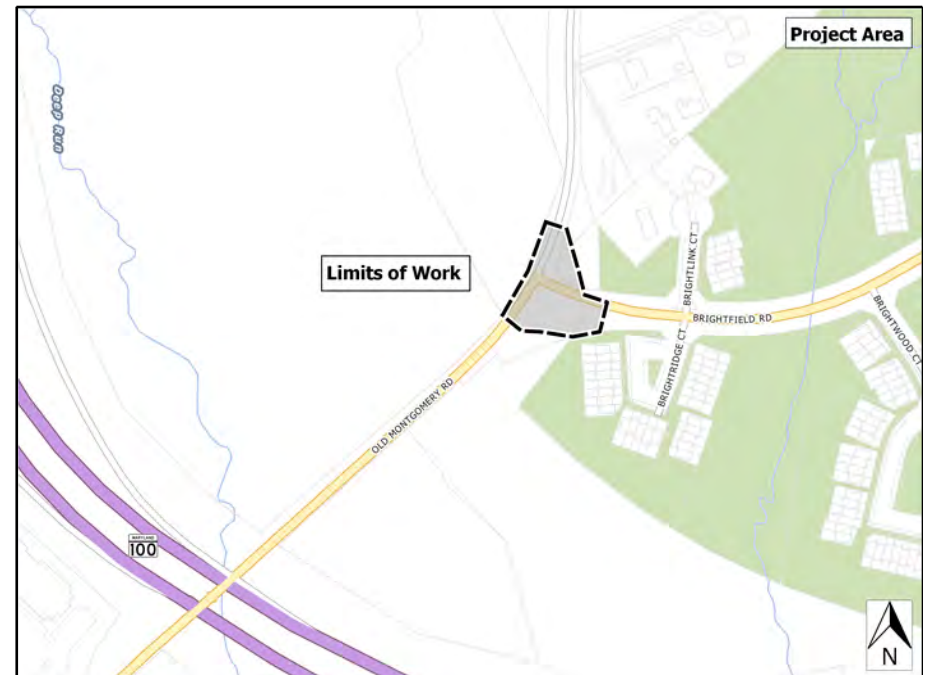 Project Area
Deep Run
Limits of Work
BRIGHTLINK CT
BRIGHTFIELD RD
BRIGHTWOOD CT
BRIGHTRIDGE CT
OLD MONTGOMERY RD
MARYLAND
100
N